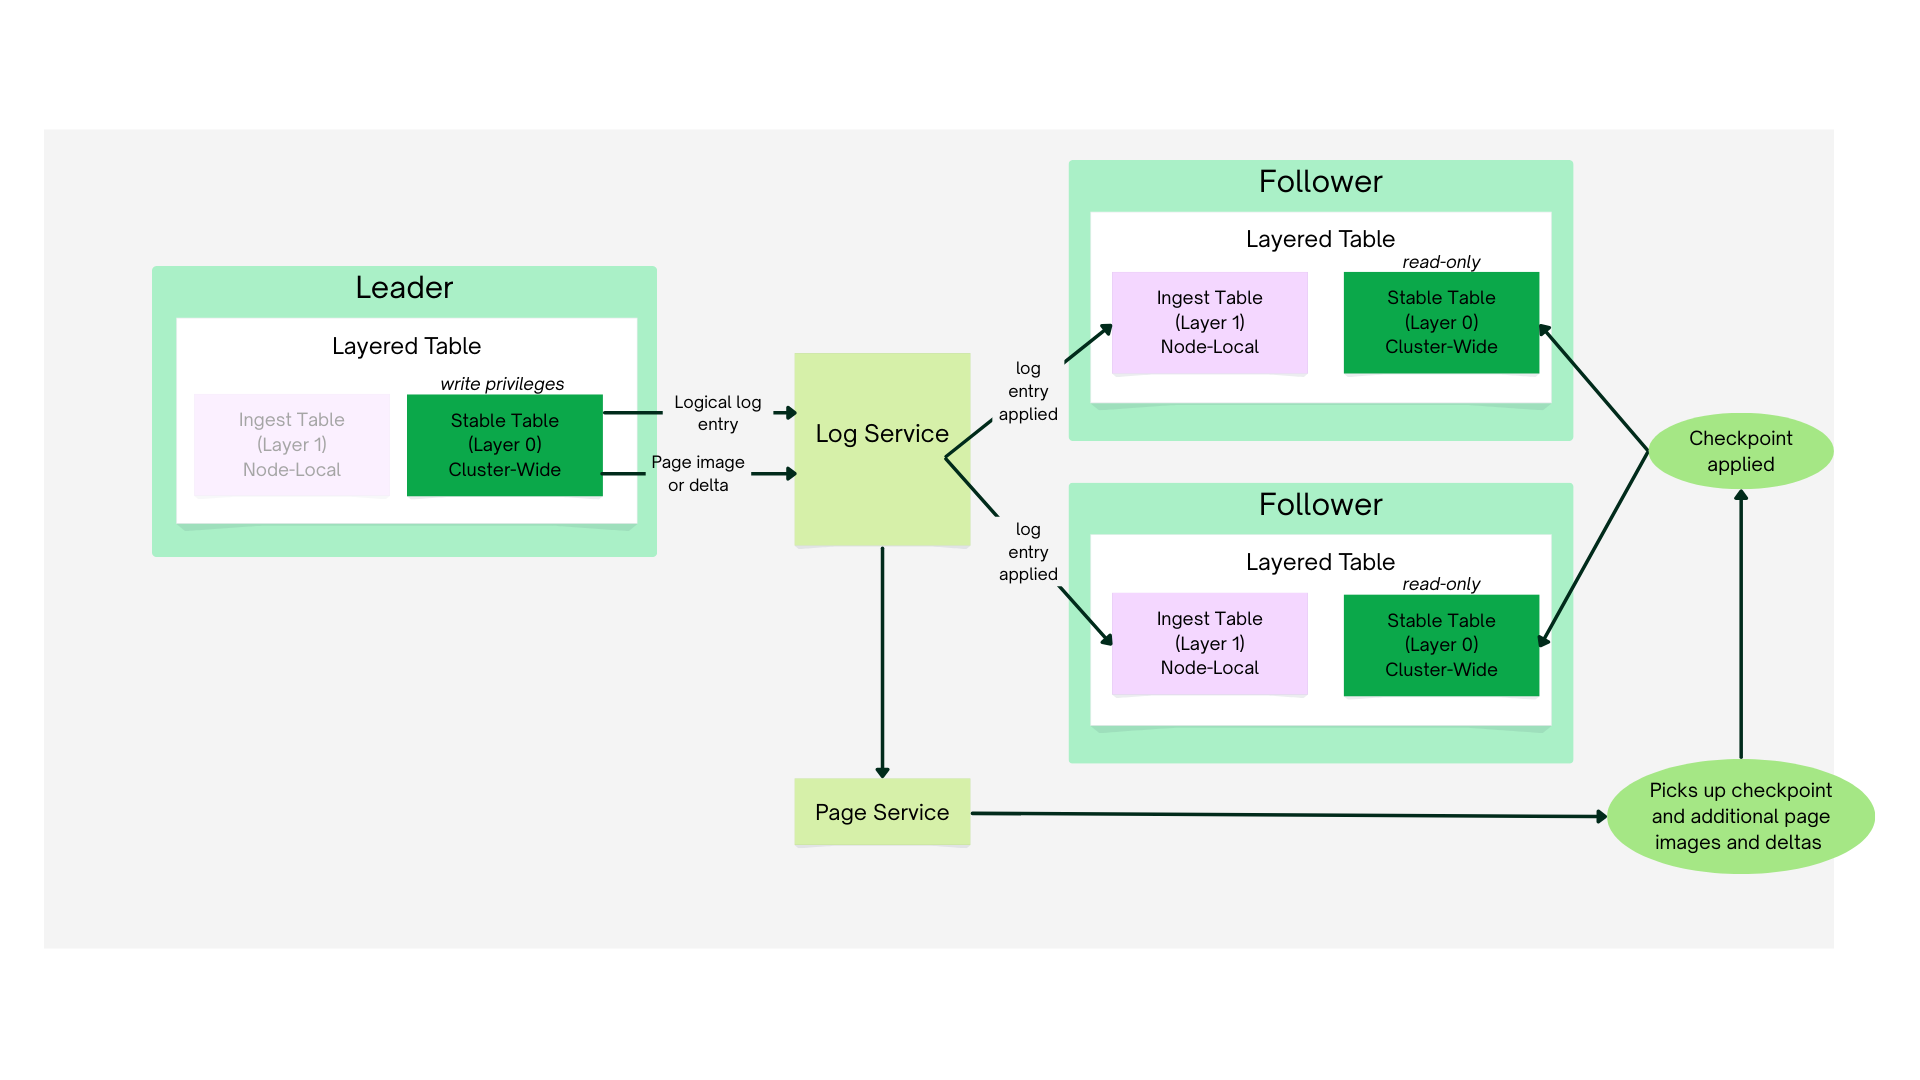 Leader
Layered Table
write privileges
Ingest Table
(Layer 1)
Node-Local
Stable Table
(Layer 0)
Cluster-Wide
Logical log
entry
Page image
or delta
Log Service
log
entry
applied
log
entry
applied
Follower
Layered Table
read-only
Ingest Table
(Layer 1)
Node-Local
Stable Table
(Layer 0)
Cluster-Wide
Follower
Layered Table
read-only
Ingest Table
(Layer 1)
Node-Local
Stable Table
(Layer 0)
Cluster-Wide
Checkpoint
applied
Page Service
Picks up checkpoint
and additional page
images and deltas